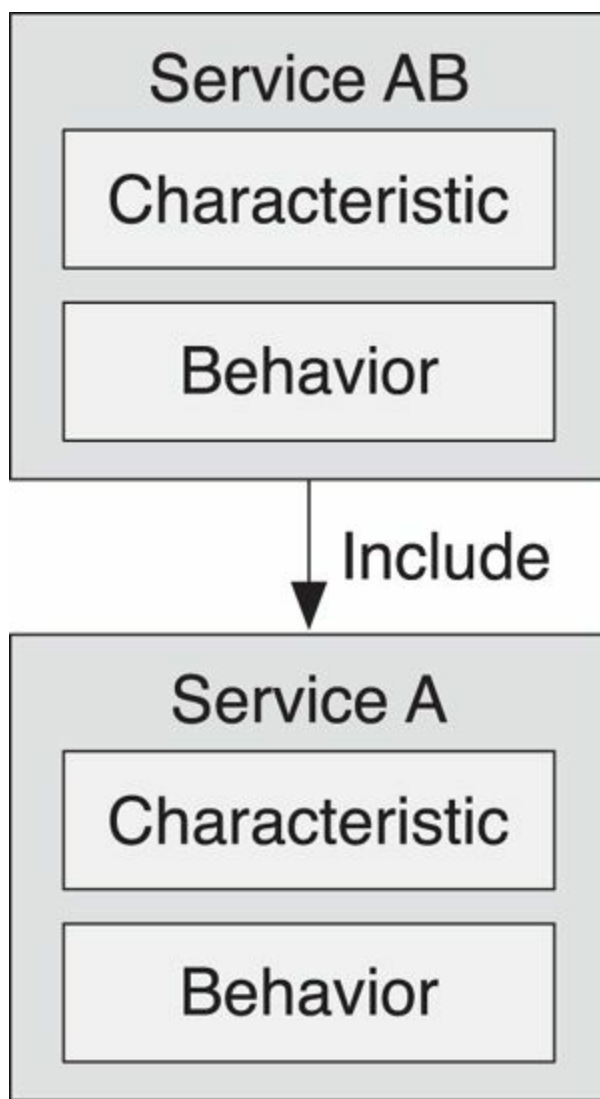 Service AB
Characteristic
Behavior
Include
Service A
Characteristic
Behavior